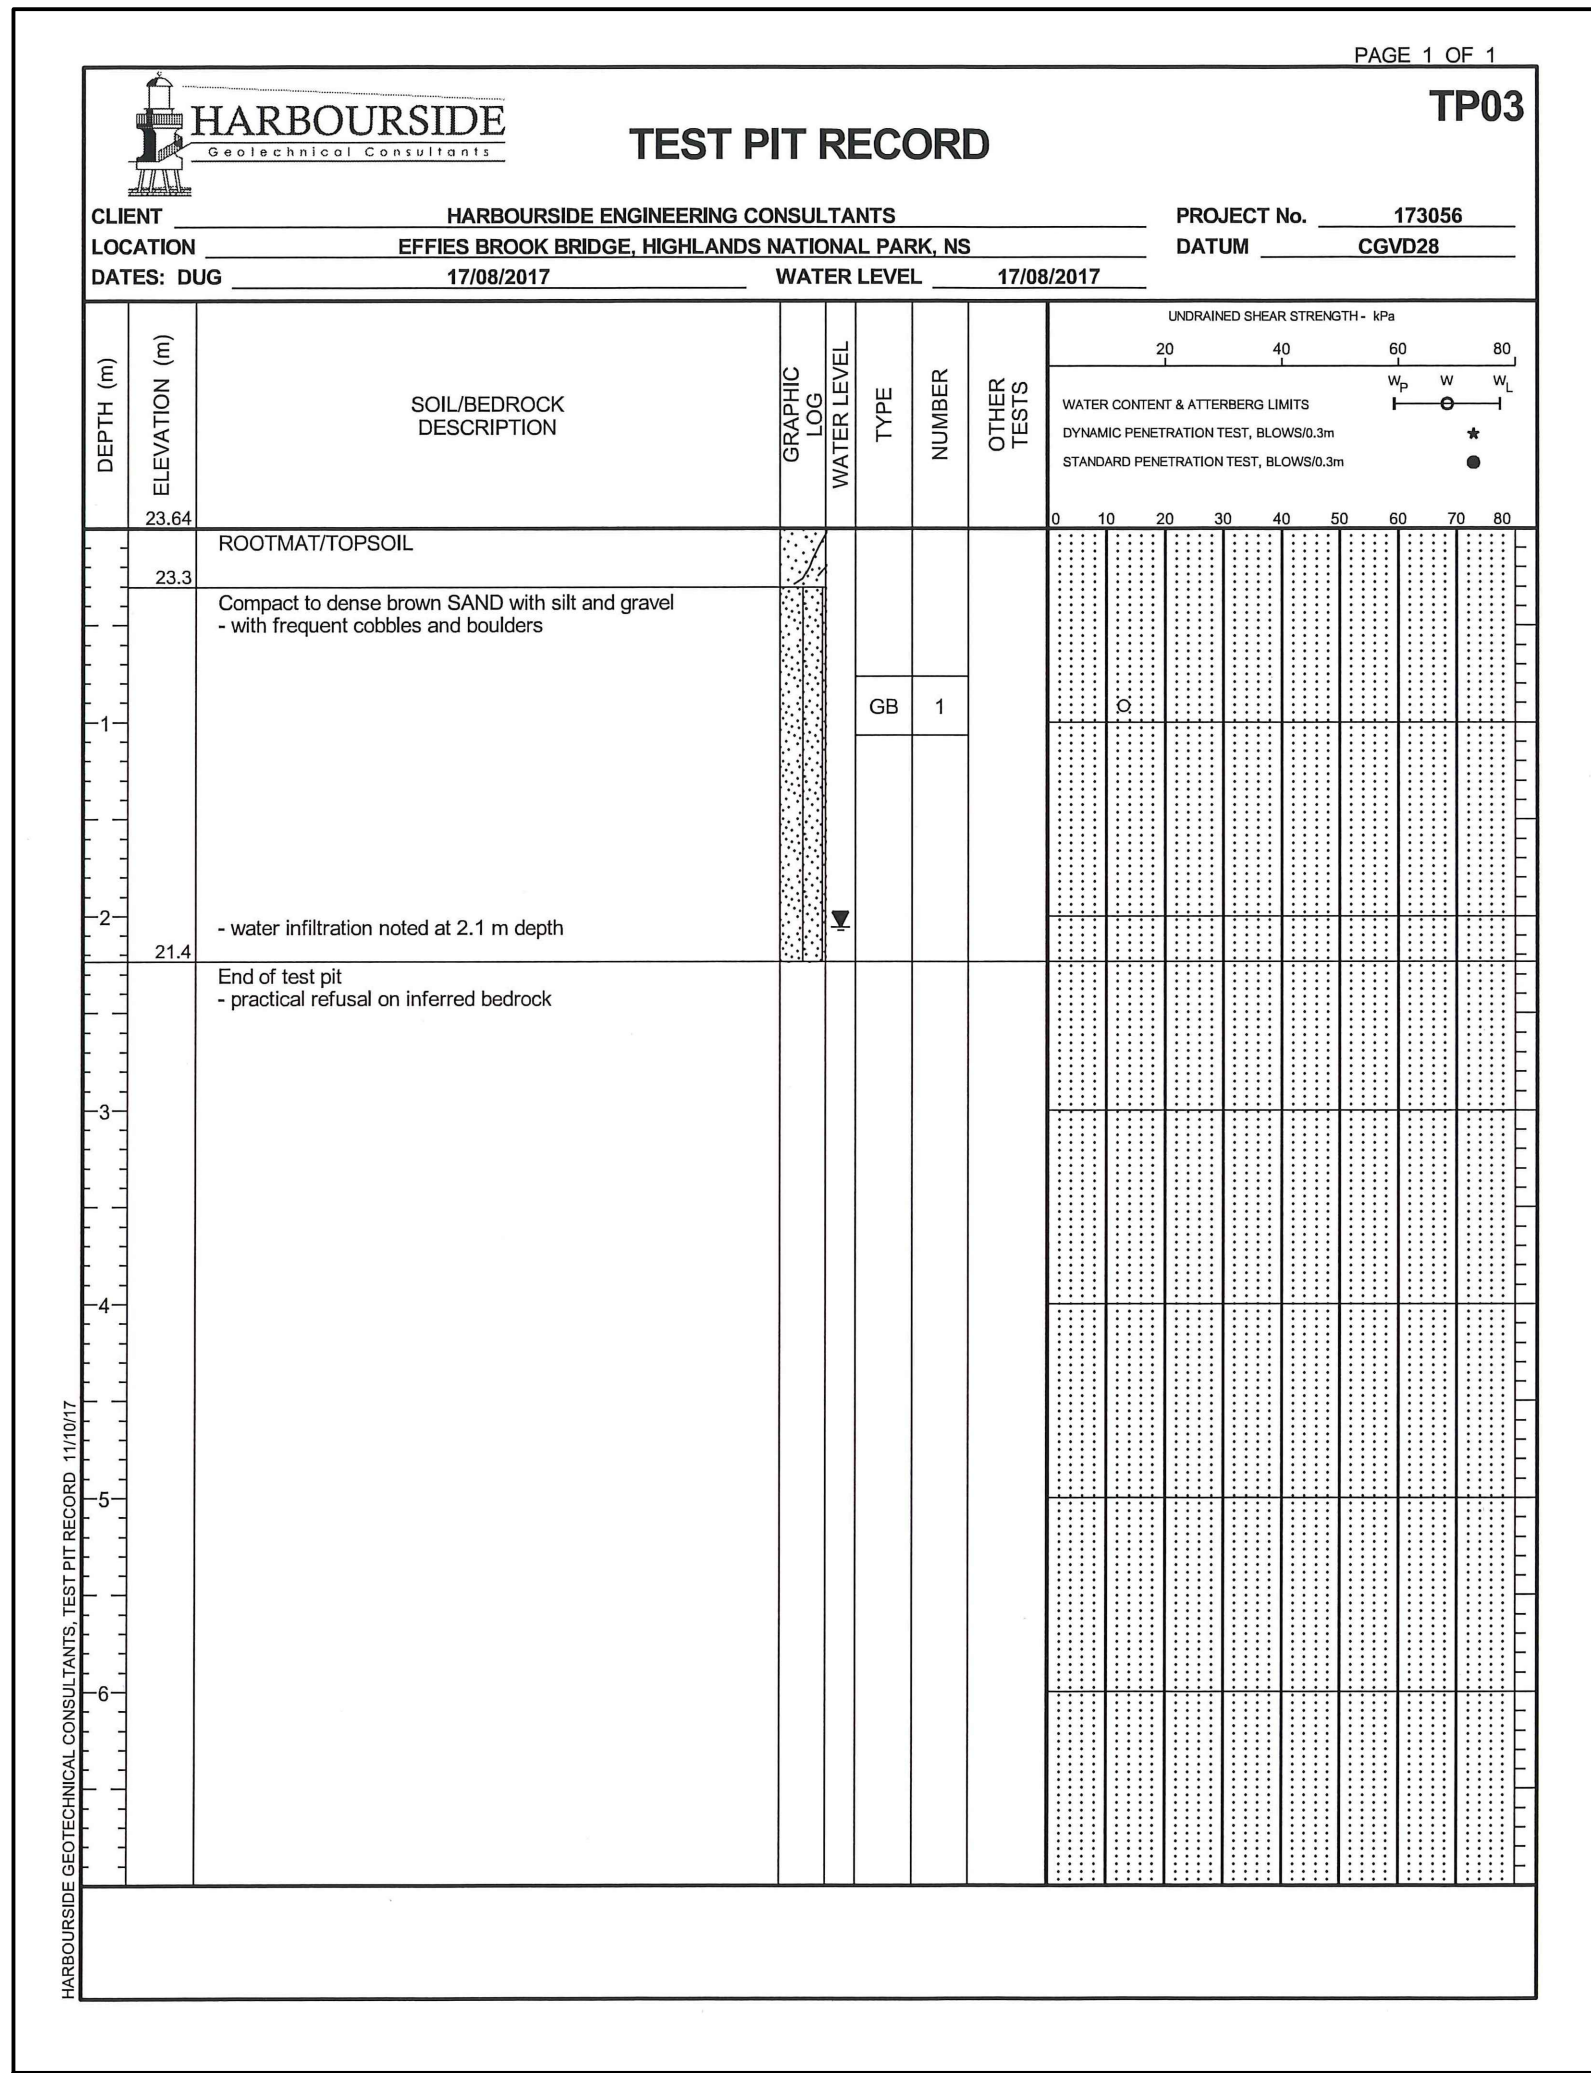 PAGE 1 OF 1
HARBOURSIDE
Geotechnical Consultants
TEST PIT RECORD
TP03
CLIENT HARBOURSIDE ENGINEERING CONSULTANTS PROJECT No. 173056
LOCATION EFFIES BROOK BRIDGE, HIGHLANDS NATIONAL PARK, NS DATUM CGVD28
DATES: DUG 17/08/2017 WATER LEVEL 17/08/2017
DEPTH (m)
ELEVATION (m)
SOIL/BEDROCK
DESCRIPTION
GRAPHIC
LOG
WATER LEVEL
TYPE
NUMBER
OTHER
TESTS
UNDRAINED SHEAR STRENGTH - kPa
20 40 60 80
WP W WL
WATER CONTENT & ATTERBERG LIMITS
DYNAMIC PENETRATION TEST, BLOWS/0.3m
STANDARD PENETRATION TEST, BLOWS/0.3m
23.64
0 10 20 30 40 50 60 70 80
ROOTMAT/TOPSOIL
23.3
Compact to dense brown SAND with silt and gravel
- with frequent cobbles and boulders
GB 1
1
2
- water infiltration noted at 2.1 m depth
21.4
End of test pit
- practical refusal on inferred bedrock
3
4
5
6
HARBOURSIDE GEOTECHNICAL CONSULTANTS, TEST PIT RECORD 11/10/17